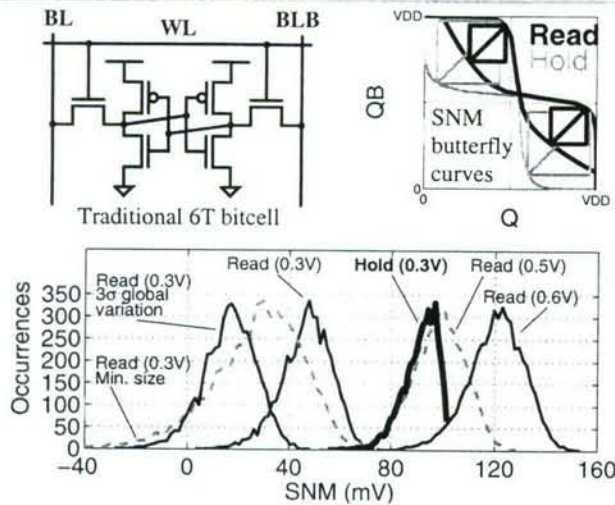 BL
WL
BLB
Traditional 6T bitcell
VDD
QB
Read
Hold
SNM
butterfly
curves
0
VDD
Q
Read (0.3V)
3σ global
variation
Read (0.3V)
Hold (0.3V)
Read (0.5V)
Read (0.6V)
Read (0.3V)
Min. size
Occurrences
350
300
250
200
150
100
50
0
-40
0
40
80
120
160
SNM (mV)